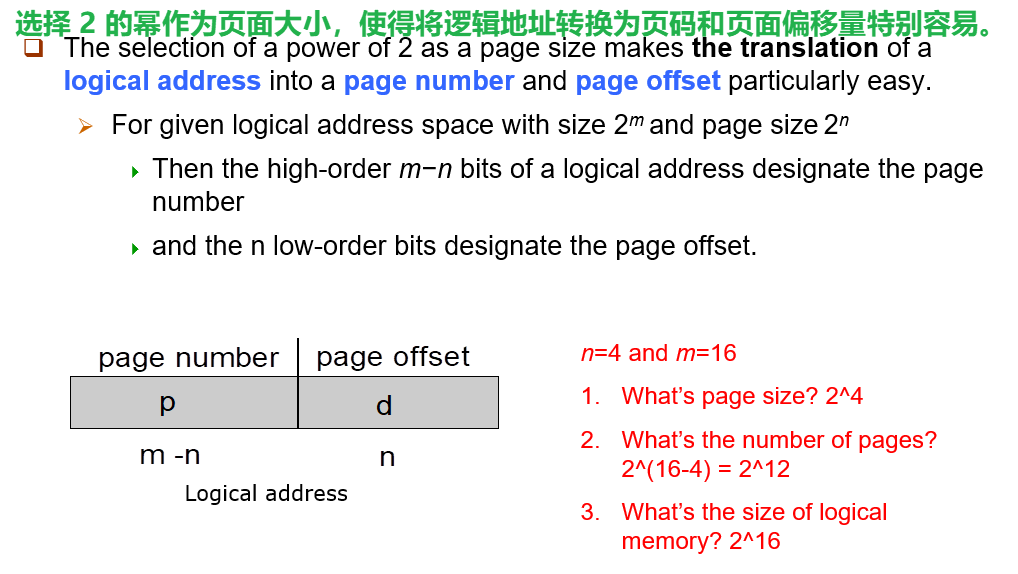 选择 2 的幂作为页面大小，使得将逻辑地址转换为页码和页面偏移量特别容易。
The selection of a power of 2 as a page size makes the translation of a
logical address into a page number and page offset particularly easy.
For given logical address space with size 2ᵐ and page size 2ⁿ
Then the high-order m−n bits of a logical address designate the page
number
and the n low-order bits designate the page offset.
page number page offset
p d
m -n n
Logical address
n=4 and m=16
1. What's page size? 2^4
2. What's the number of pages?
2^(16-4) = 2^12
3. What's the size of logical
memory? 2^16